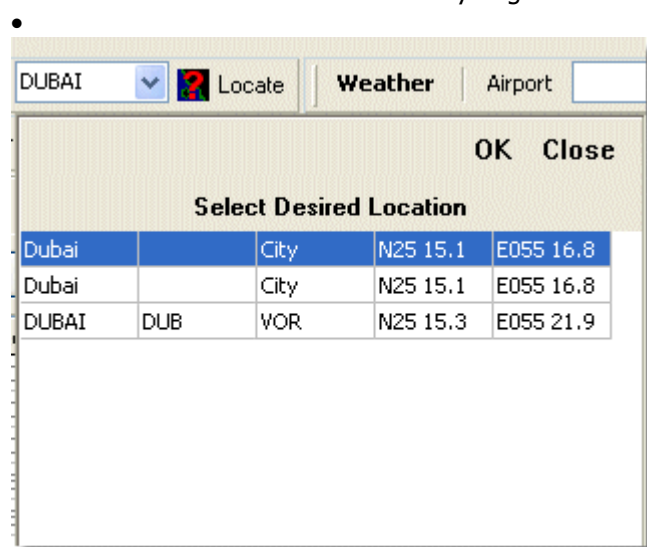 DUBAI Locate Weather Airport
OK Close
Select Desired Location
Dubai City N25 15.1 E055 16.8
Dubai City N25 15.1 E055 16.8
DUBAI DUB VOR N25 15.3 E055 21.9